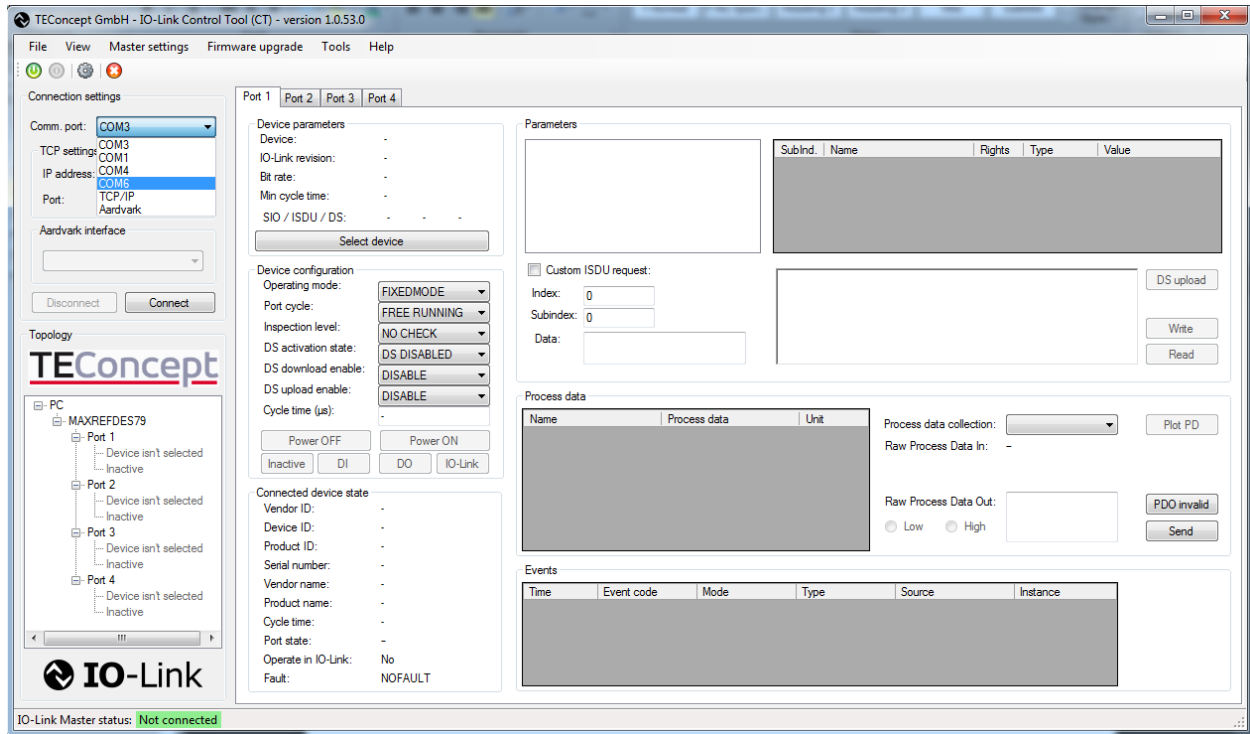 TEConcept GmbH - IO-Link Control Tool (CT) - version 1.0.53.0
File View Master settings Firmware upgrade Tools Help
Connection settings
Comm. port: COM3
COM3
COM1
COM4
COM6
TCP/IP
Aardvark
TCP settings
IP address:
Port:
Aardvark interface
Disconnect Connect
Topology
TEConcept
PC
MAXREFDES79
Port 1
Device isn't selected
Inactive
Port 2
Device isn't selected
Inactive
Port 3
Device isn't selected
Inactive
Port 4
Device isn't selected
Inactive
IO-Link
Port 1 Port 2 Port 3 Port 4
Device parameters
Device: -
IO-Link revision: -
Bit rate: -
Min cycle time: -
SIO / ISDU / DS: - - -
Select device
Device configuration
Operating mode: FIXEDMODE
Port cycle: FREE RUNNING
Inspection level: NO CHECK
DS activation state: DS DISABLED
DS download enable: DISABLE
DS upload enable: DISABLE
Cycle time (µs): -
Power OFF Power ON
Inactive DI DO IO-Link
Connected device state
Vendor ID: -
Device ID: -
Product ID: -
Serial number: -
Vendor name: -
Product name: -
Cycle time: -
Port state: –
Operate in IO-Link: No
Fault: NOFAULT
Parameters
SubInd. Name Rights Type Value
Custom ISDU request:
Index: 0
Subindex: 0
Data:
DS upload
Write
Read
Process data
Name Process data Unit
Process data collection: Plot PD
Raw Process Data In: –
Raw Process Data Out:
Low High
PDO invalid
Send
Events
Time Event code Mode Type Source Instance
IO-Link Master status: Not connected